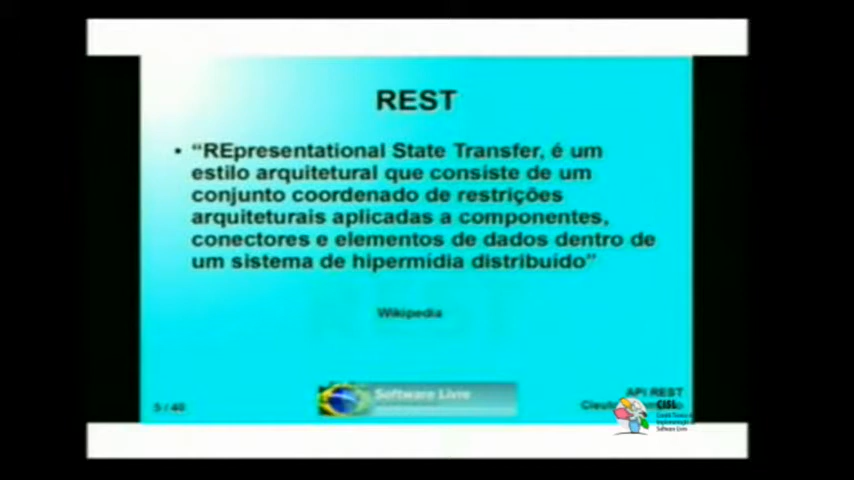 REST
• “REpresentational State Transfer, é um
estilo arquitetural que consiste de um
conjunto coordenado de restrições
arquiteturais aplicadas a componentes,
conectores e elementos de dados dentro de
um sistema de hipermídia distribuído”
Wikipedia
Software Livre
API REST
5 / 40
CISL